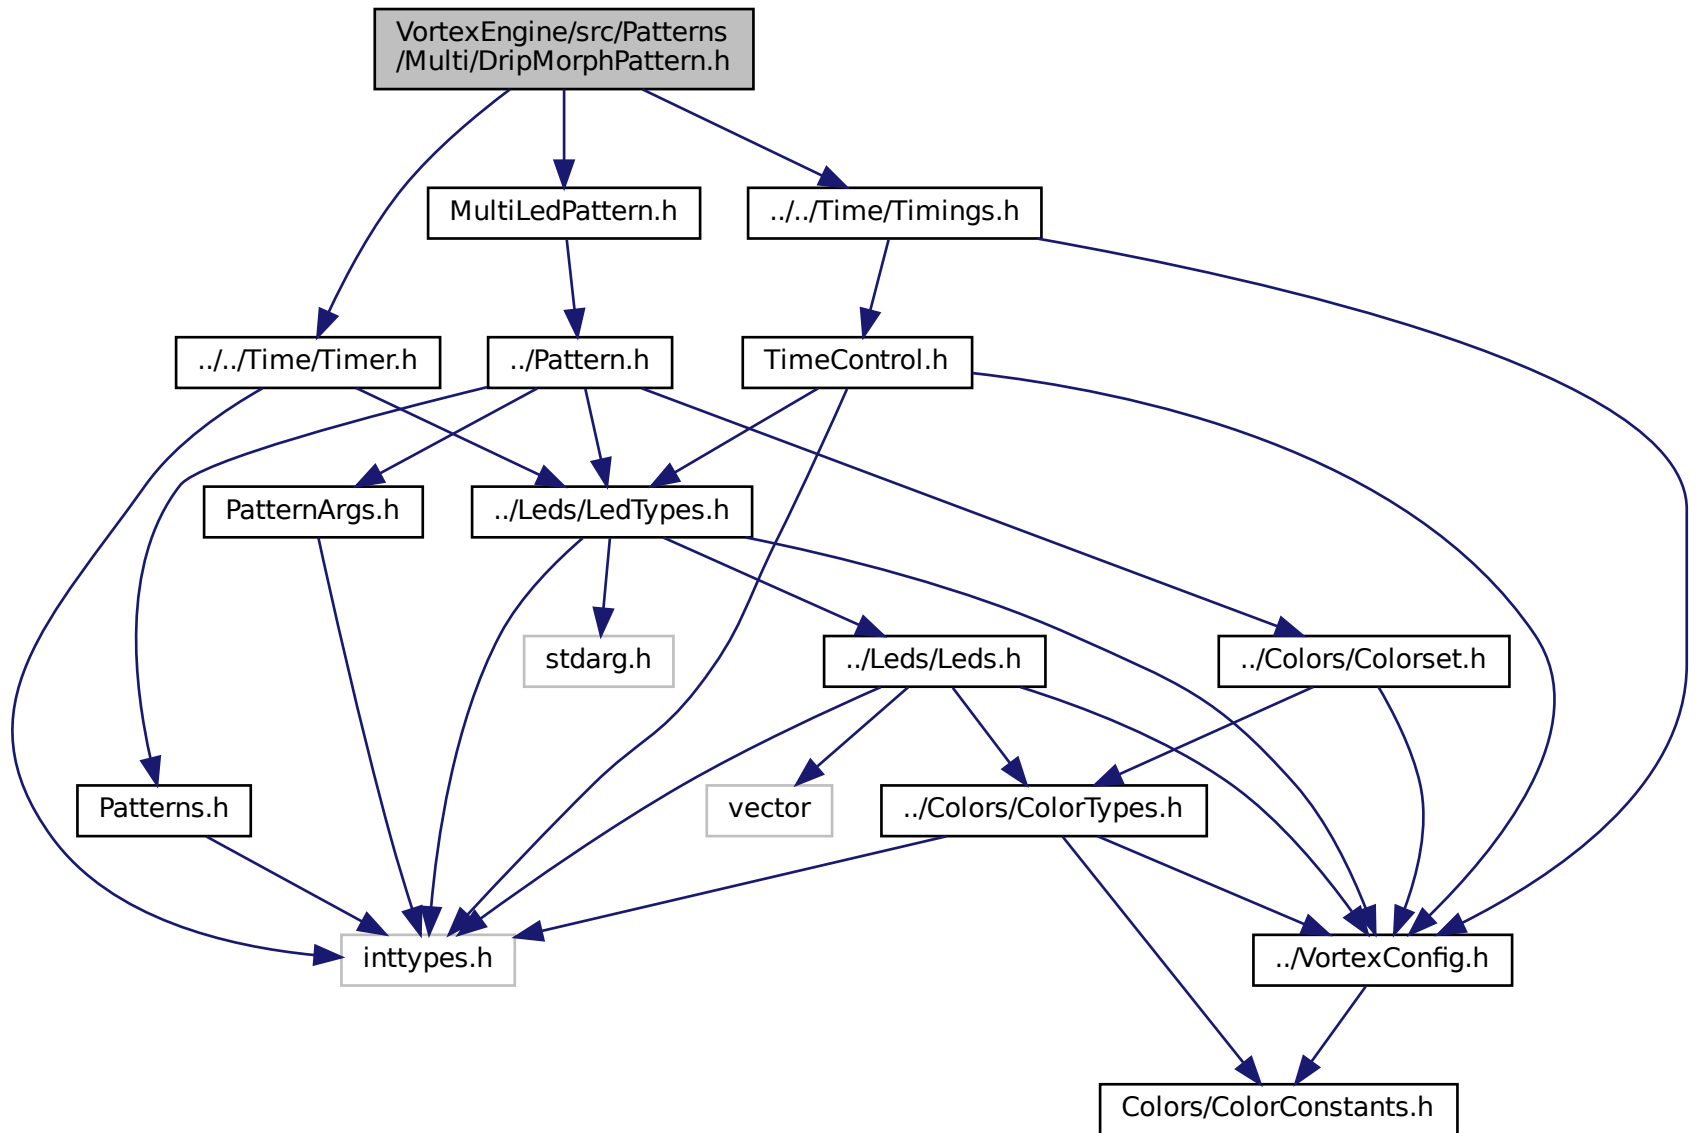 VortexEngine/src/Patterns
/Multi/DripMorphPattern.h
MultiLedPattern.h
../../Time/Timings.h
../../Time/Timer.h
../Pattern.h
TimeControl.h
PatternArgs.h
../Leds/LedTypes.h
stdarg.h
../Leds/Leds.h
../Colors/Colorset.h
Patterns.h
vector
../Colors/ColorTypes.h
inttypes.h
../VortexConfig.h
Colors/ColorConstants.h